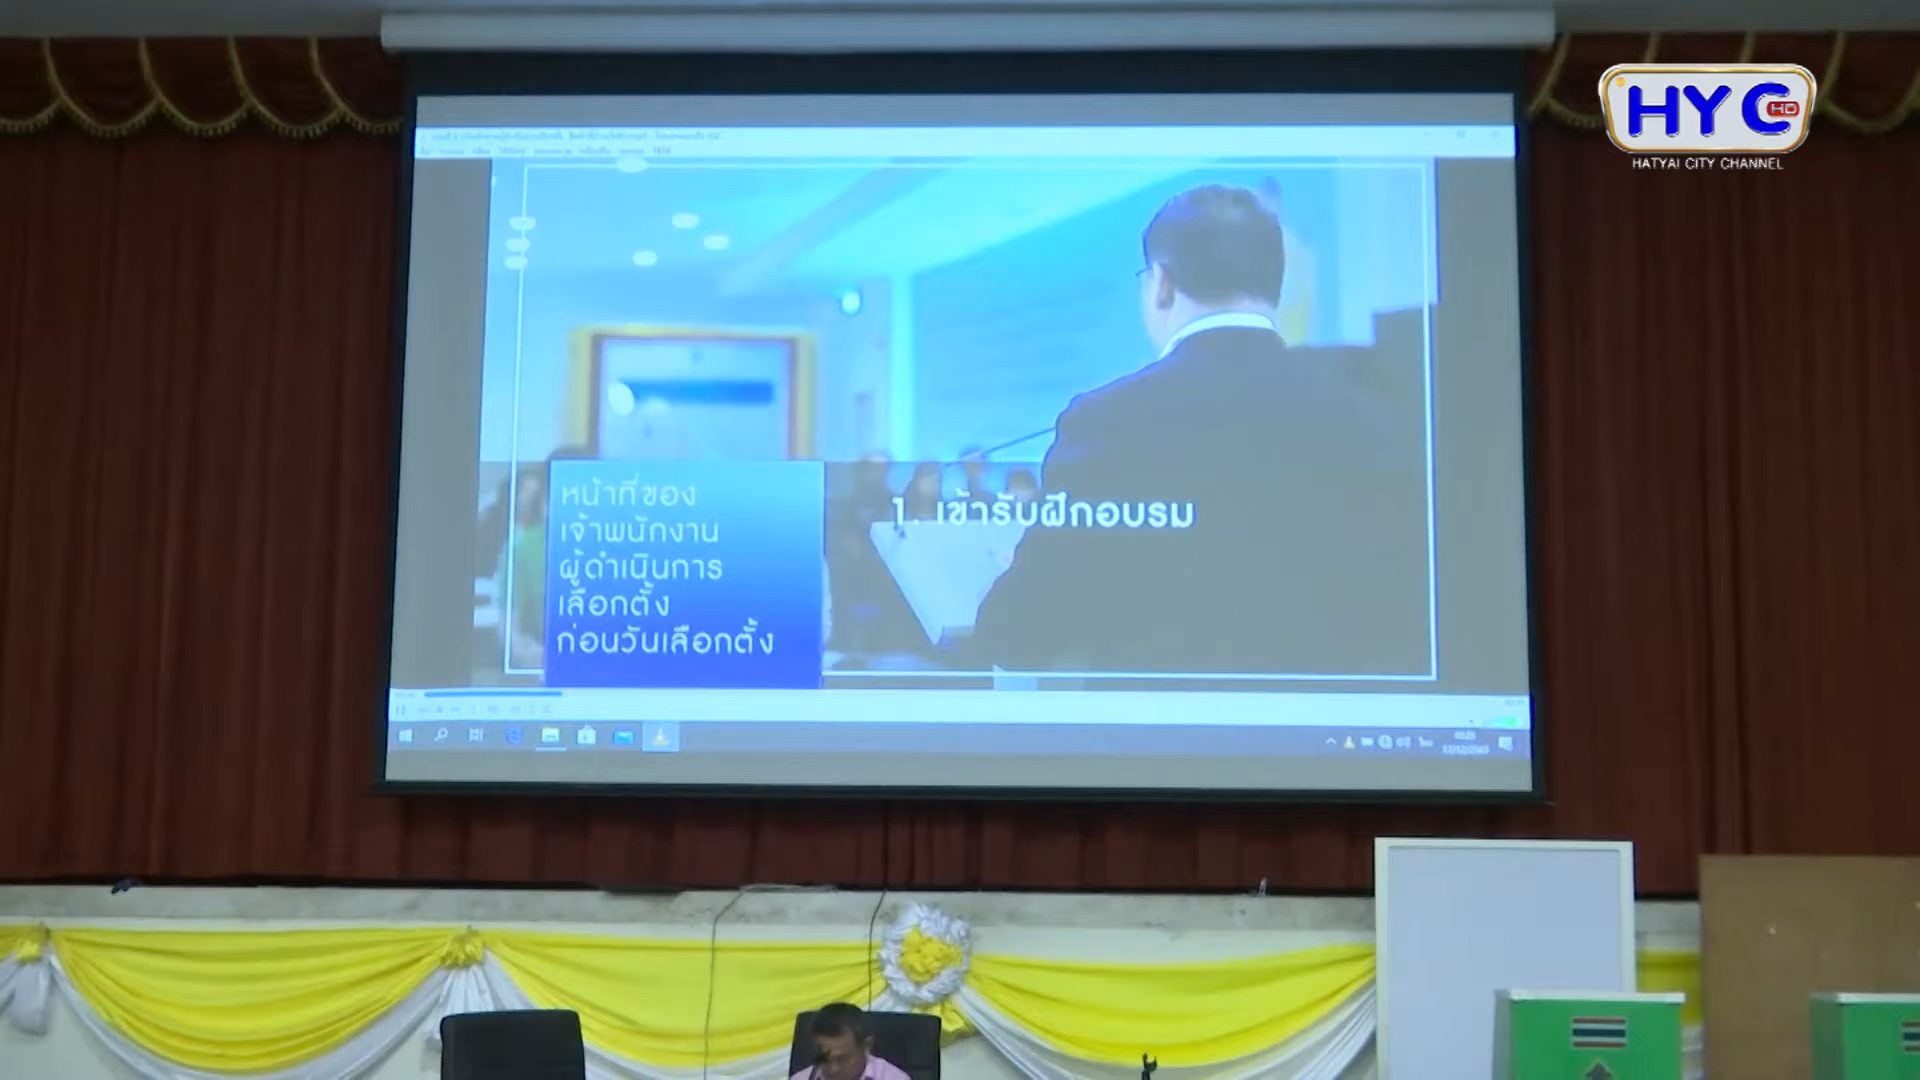 HYC HD
HATYAI CITY CHANNEL
หน้าที่ของ
เจ้าพนักงาน
ผู้ดำเนินการ
เลือกตั้ง
ก่อนวันเลือกตั้ง
1. เข้ารับฝึกอบรม